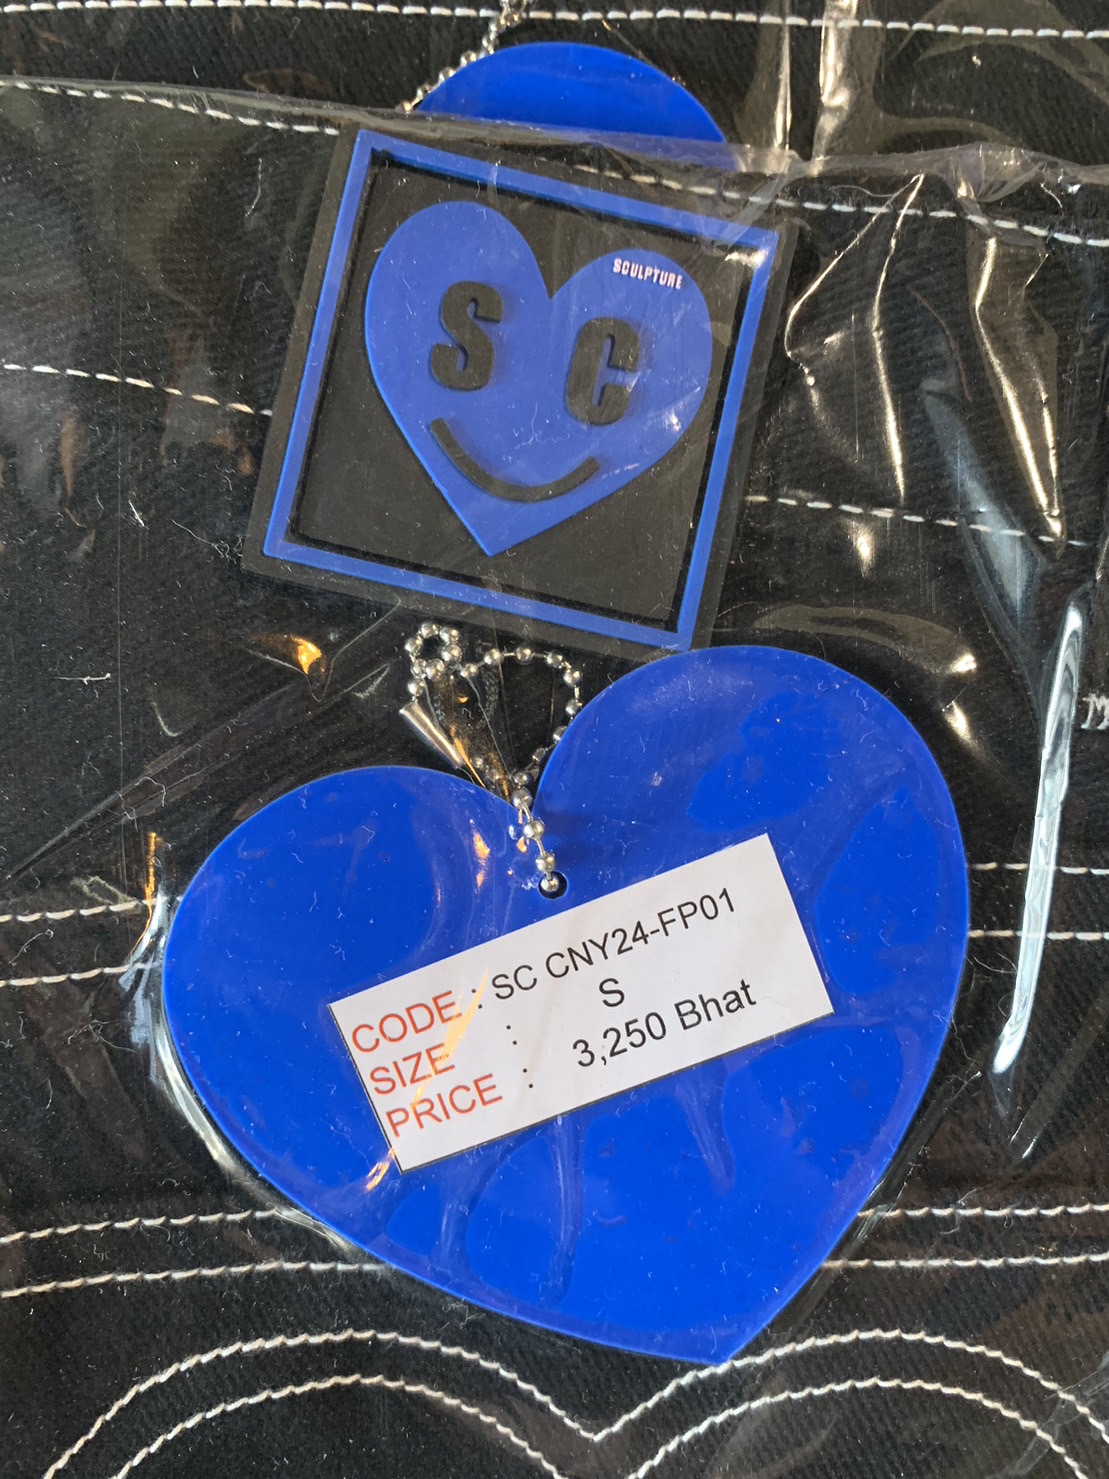 SCULPTURE
S C
CODE : SC CNY24-FP01
SIZE : S
PRICE : 3,250 Bhat